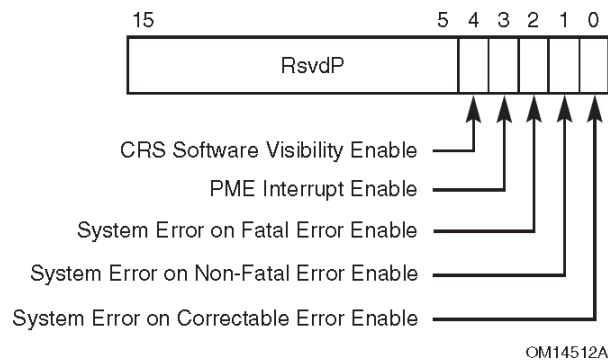 15 5 4 3 2 1 0
RsvdP
CRS Software Visibility Enable
PME Interrupt Enable
System Error on Fatal Error Enable
System Error on Non-Fatal Error Enable
System Error on Correctable Error Enable
OM14512A